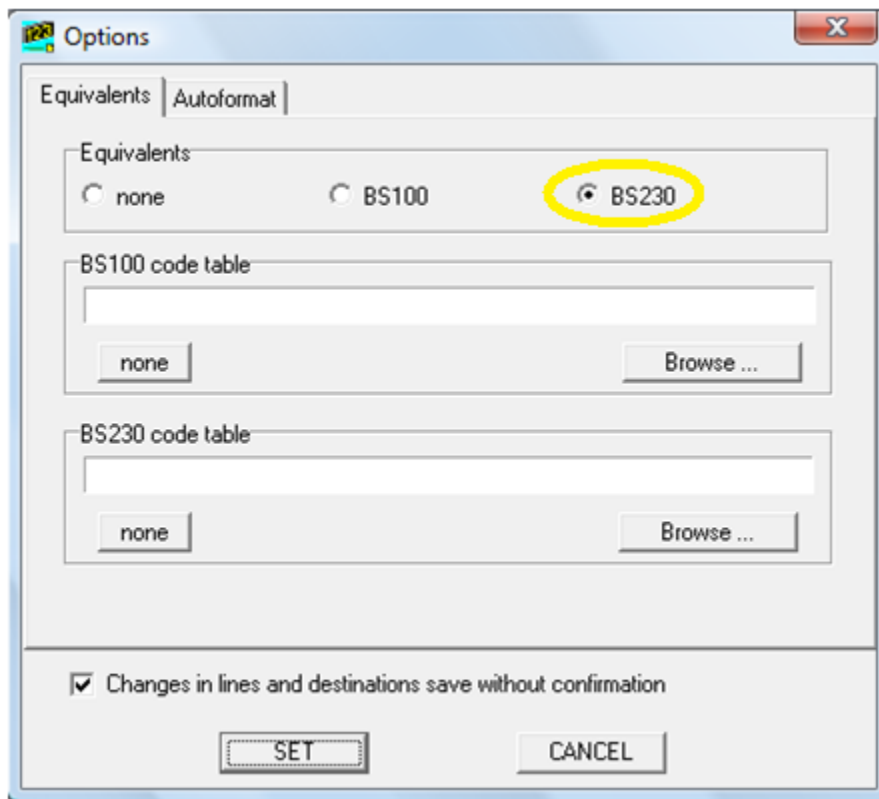 Options
Equivalents Autoformat
Equivalents
none BS100 BS230
BS100 code table
none Browse ...
BS230 code table
none Browse ...
Changes in lines and destinations save without confirmation
SET CANCEL